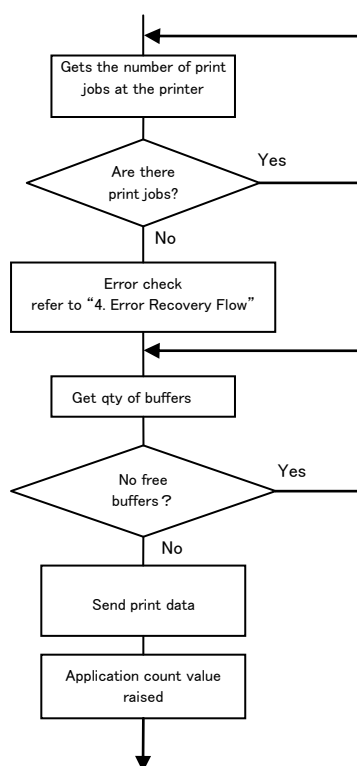 Gets the number of print
jobs at the printer
Are there
print jobs?
Yes
No
Error check
refer to “4. Error Recovery Flow”
Get qty of buffers
No free
buffers？
Yes
No
Send print data
Application count value
raised